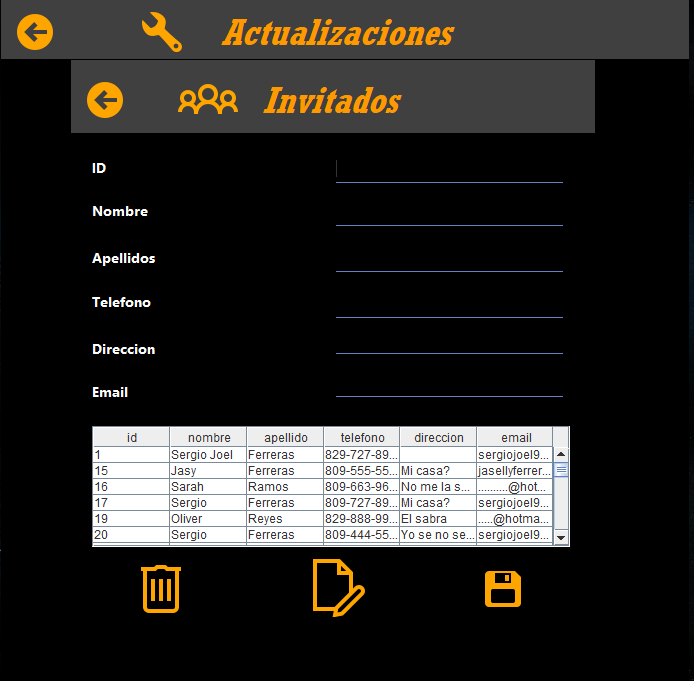 Actualizaciones
Invitados
ID
Nombre
Apellidos
Telefono
Direccion
Email
id nombre apellido telefono direccion email
1 Sergio Joel Ferreras 829-727-89... sergiojoel9...
15 Jasy Ferreras 809-555-55... Mi casa? jasellyferrer...
16 Sarah Ramos 809-663-96... No me la s... ..........@hot...
17 Sergio Ferreras 809-727-89... Mi casa? sergiojoel9...
19 Oliver Reyes 829-888-99... El sabra .....@hotma...
20 Sergio Ferreras 809-444-55... Yo se no se... sergiojoel9...